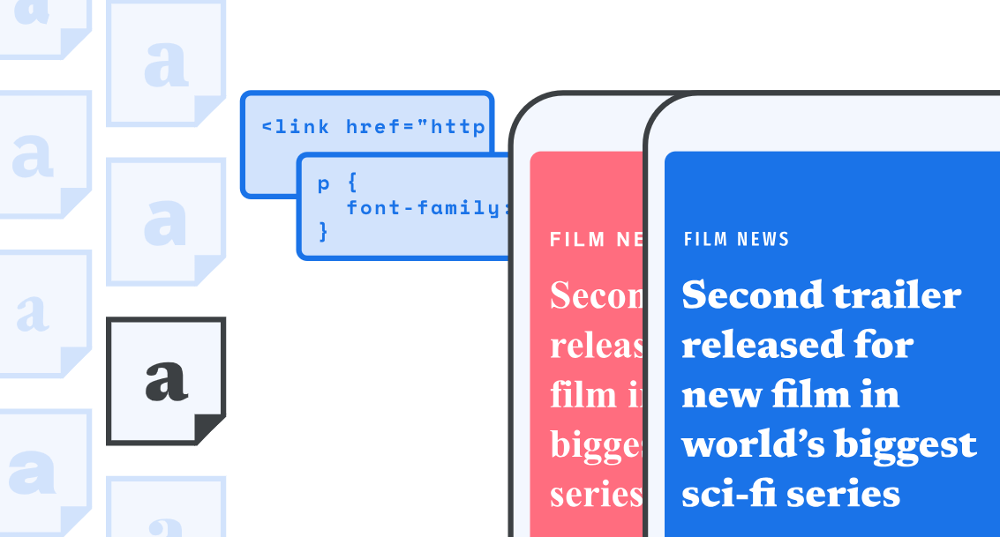 a
a
a
a
a
a
a
a
<link href="http
p {
font-family:
}
FILM NE
Secon
releas
film i
bigges
series
FILM NEWS
Second trailer
released for
new film in
world’s biggest
sci-fi series